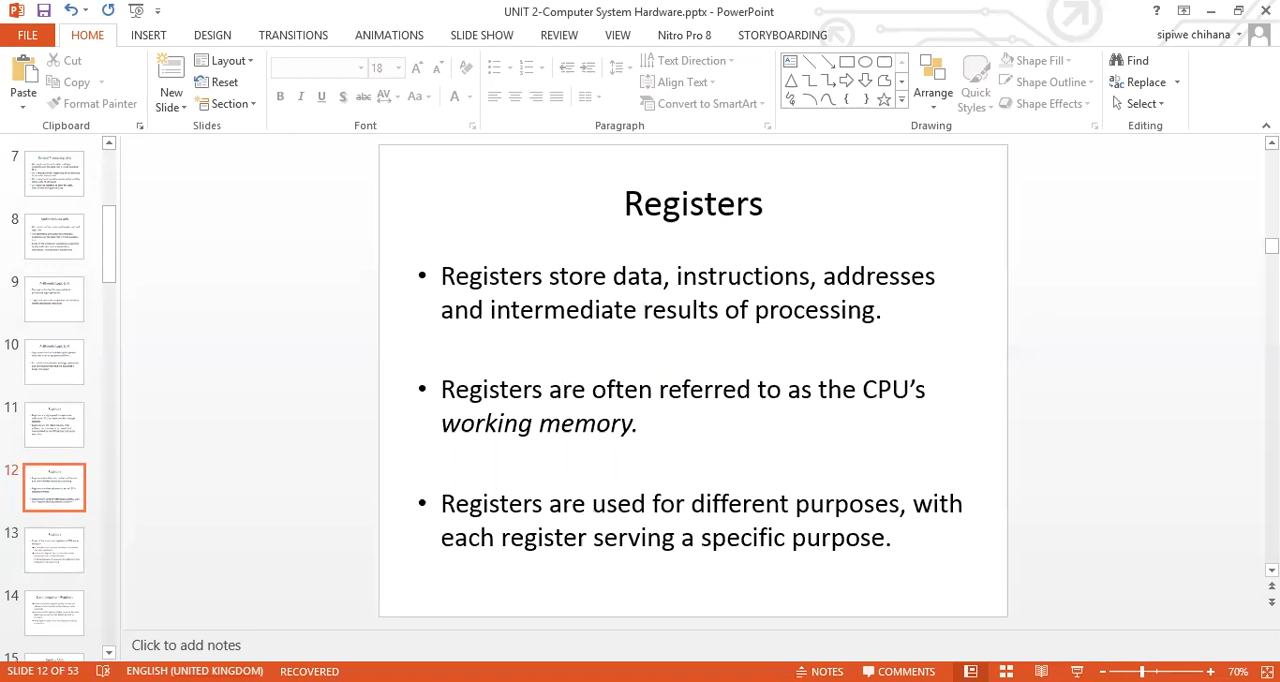 UNIT 2-Computer System Hardware.pptx - PowerPoint
?
FILE HOME INSERT DESIGN TRANSITIONS ANIMATIONS SLIDE SHOW REVIEW VIEW Nitro Pro 8 STORYBOARDING sipiwe chihana
Paste
Cut
Copy
Format Painter
Clipboard
New
Slide
Layout
Reset
Section
Slides
18
B I U S abc AV Aa A
Font
Text Direction
Align Text
Convert to SmartArt
Paragraph
Arrange
Quick
Styles
Shape Fill
Shape Outline
Shape Effects
Drawing
Find
Replace
Select
Editing
7
8
9
10
11
12
13
14
15
Registers
• Registers store data, instructions, addresses
and intermediate results of processing.
• Registers are often referred to as the CPU’s
working memory.
• Registers are used for different purposes, with
each register serving a specific purpose.
Click to add notes
SLIDE 12 OF 53 ENGLISH (UNITED KINGDOM) RECOVERED NOTES COMMENTS 70%